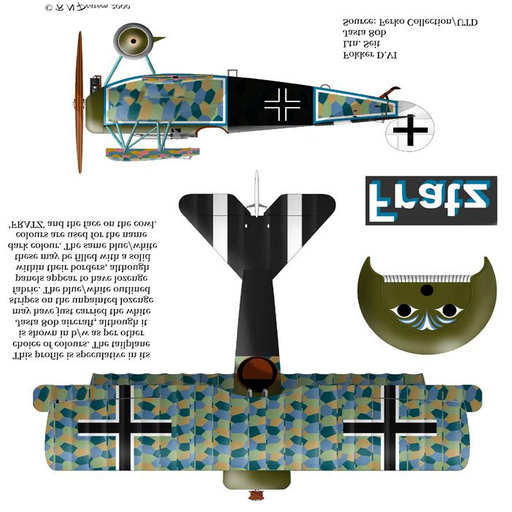 This profile is speculative in its
choice of colours. The tailplane
is shown in b/w as per other
Jasta 80b aircraft, although it
may have just carried the white
stripes on the unpainted lozenge
fabric. The blue/white outlined
panels appear to have lozenge
within their borders, although
these may be filled with a solid
dark colour. The same blue/white
colours are used for the name
'FRATZ' and the face on the cowl.
Fratz
Fokker D.VI
Ltn. Seit
Jasta 80b
Source: Ferko Collection/UTD
© R N Pearson 2000